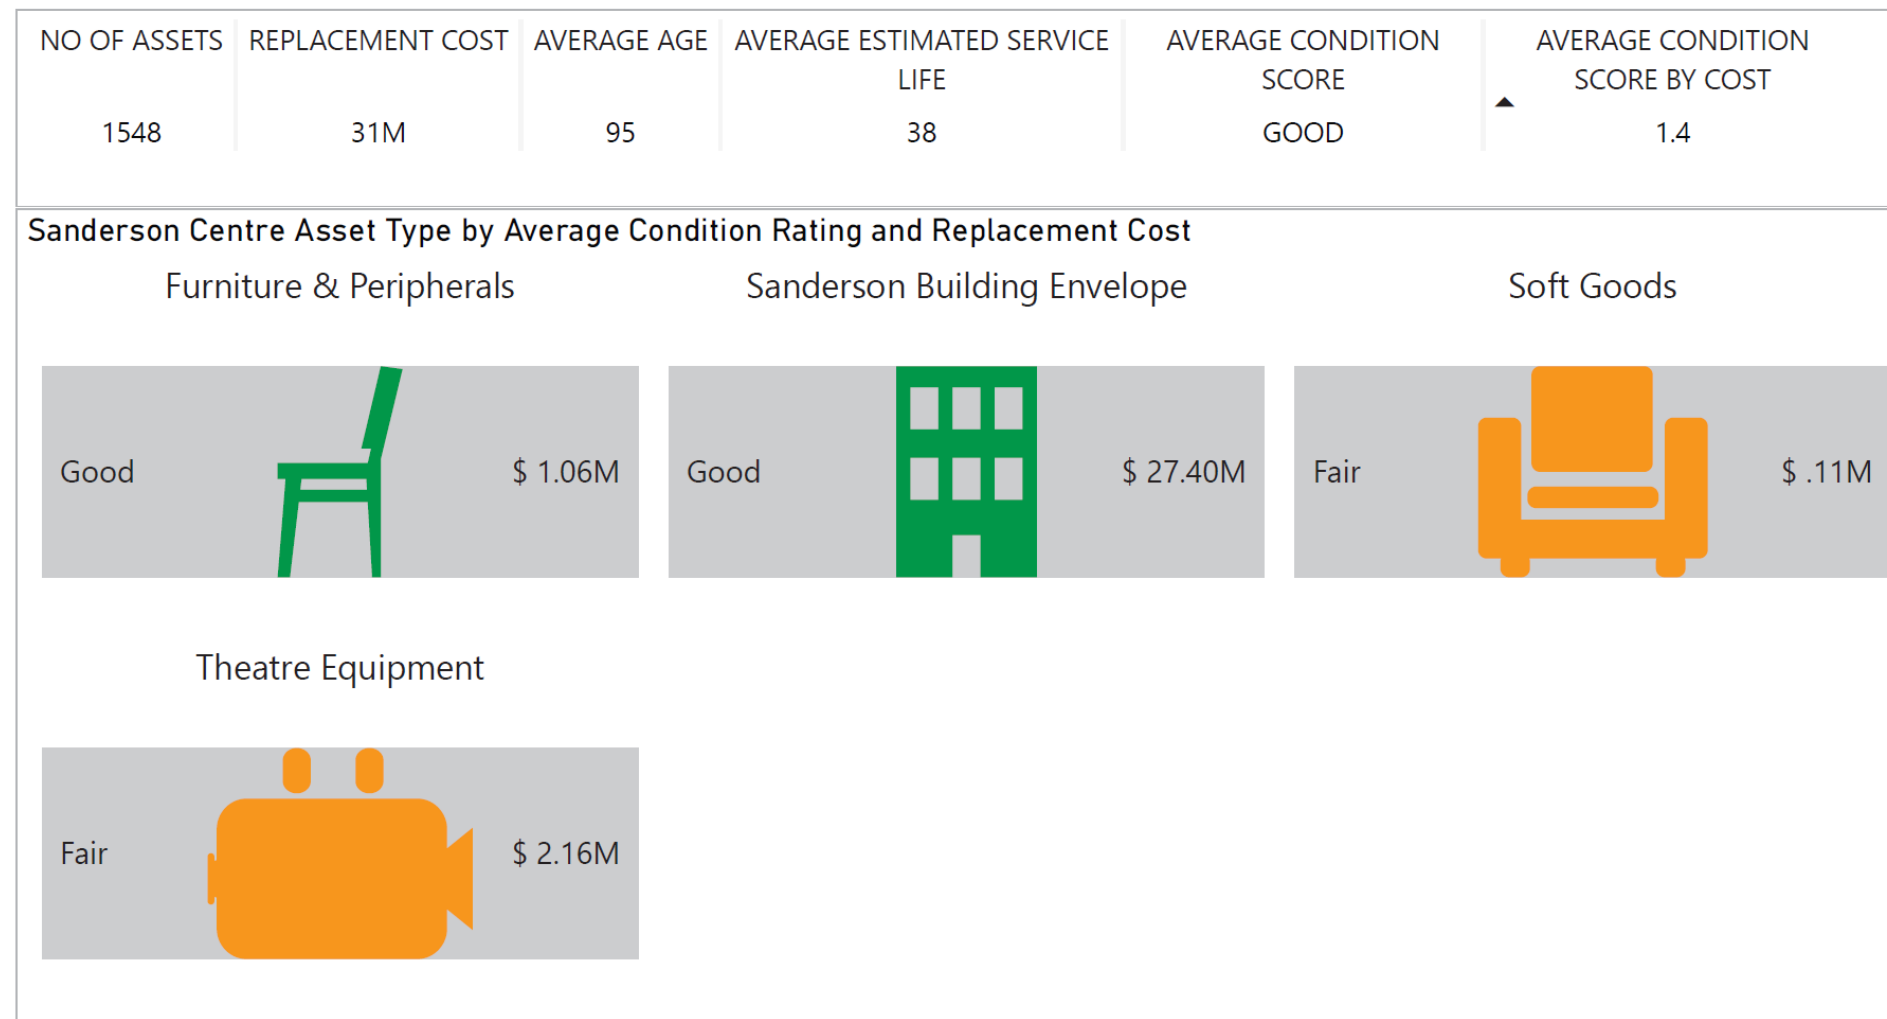 NO OF ASSETS REPLACEMENT COST AVERAGE AGE AVERAGE ESTIMATED SERVICE LIFE AVERAGE CONDITION SCORE AVERAGE CONDITION SCORE BY COST
1548 31M 95 38 GOOD 1.4
Sanderson Centre Asset Type by Average Condition Rating and Replacement Cost
Furniture & Peripherals Sanderson Building Envelope Soft Goods
Good $ 1.06M Good $ 27.40M Fair $ .11M
Theatre Equipment
Fair $ 2.16M